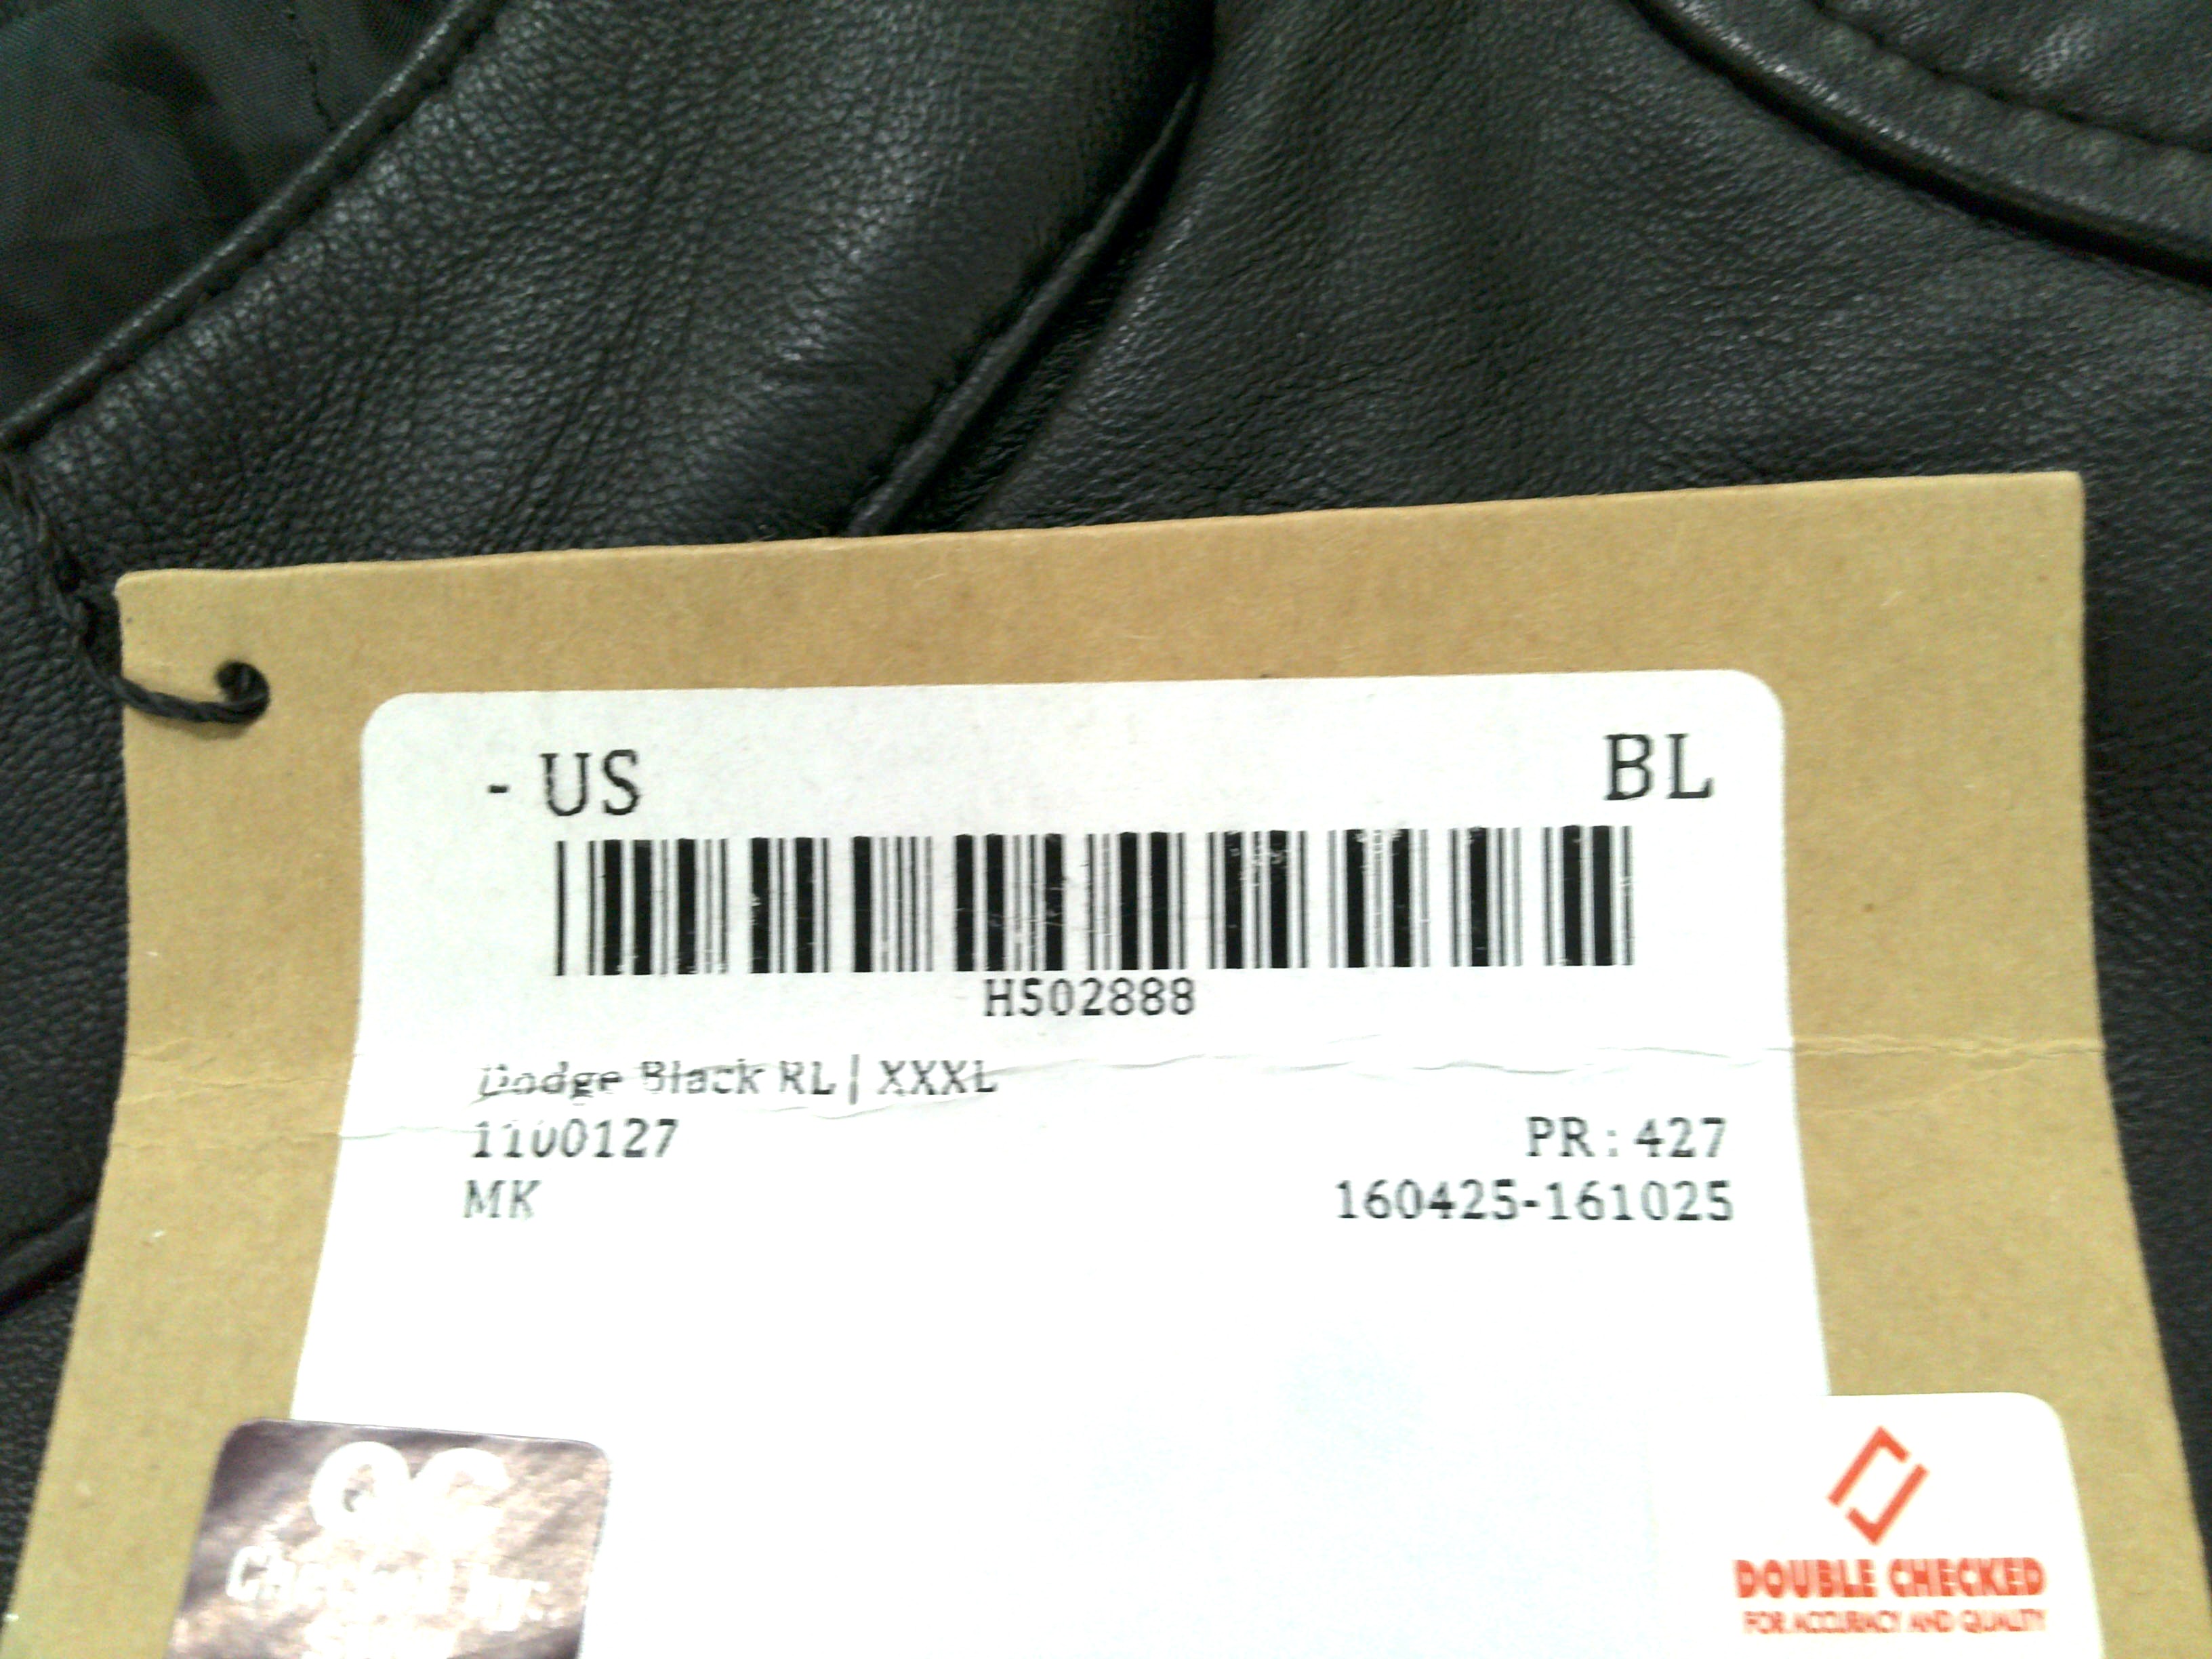 - US BL
H502888
Dodge Black RL | XXXL
1100127 PR:427
MK 160425-161025
QC
DOUBLE CHECKED
FOR ACCURACY AND QUALITY